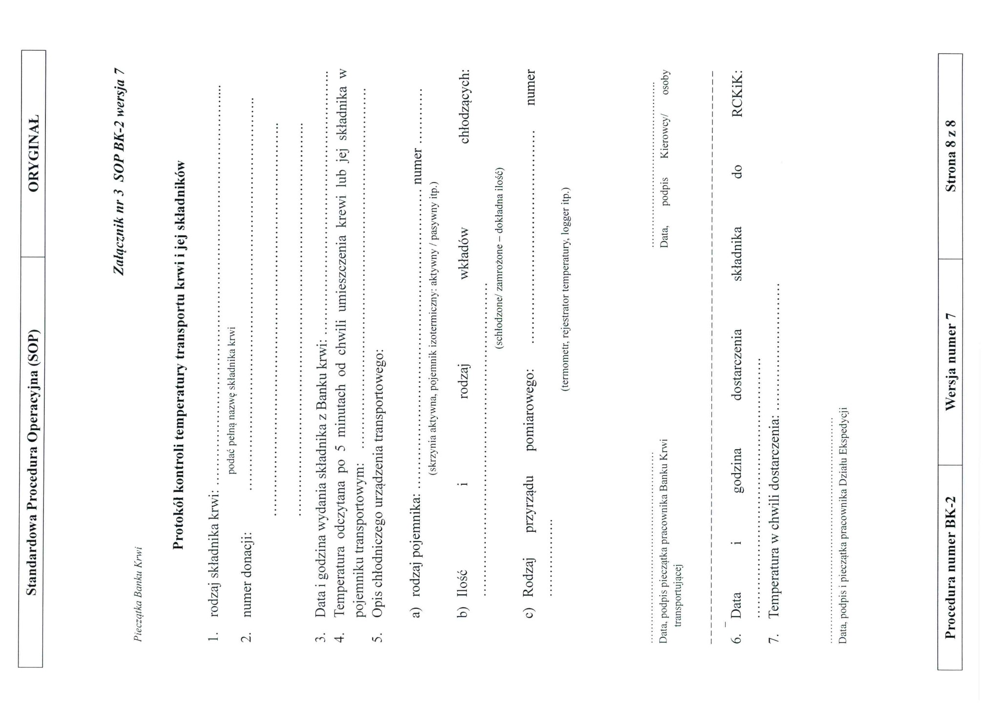 Standardowa Procedura Operacyjna (SOP) ORYGINAŁ
Załącznik nr 3 SOP BK-2 wersja 7
Pieczątka Banku Krwi
Protokół kontroli temperatury transportu krwi i jej składników
1. rodzaj składnika krwi: ................................................................
podać pełną nazwę składnika krwi
2. numer donacji: ................................................................
................................................................
................................................................
3. Data i godzina wydania składnika z Banku krwi: ................................................................
4. Temperatura odczytana po 5 minutach od chwili umieszczenia krewi lub jej składnika w
pojemniku transportowym: ................................................................
5. Opis chłodniczego urządzenia transportowego:
a) rodzaj pojemnika: ................................................................ numer ............
(skrzynia aktywna, pojemnik izotermiczny: aktywny / pasywny itp.)
b) Ilość i rodzaj wkładów chłodzących:
................................................................
(schłodzone/ zamrożone – dokładna ilość)
c) Rodzaj przyrządu pomiarowego: ................................................ numer
....................
(termometr, rejestrator temperatury, logger itp.)
................................................................ ................................................
Data, podpis pieczątka pracownika Banku Krwi Data, podpis Kierowcy/ osoby
transportującej
--------------------------------------------------------------------------------
6. Data i godzina dostarczenia składnika do RCKiK:
................................................................
7. Temperatura w chwili dostarczenia: ................................
................................................................
Data, podpis i pieczątka pracownika Działu Ekspedycji
Procedura numer BK-2 Wersja numer 7 Strona 8 z 8